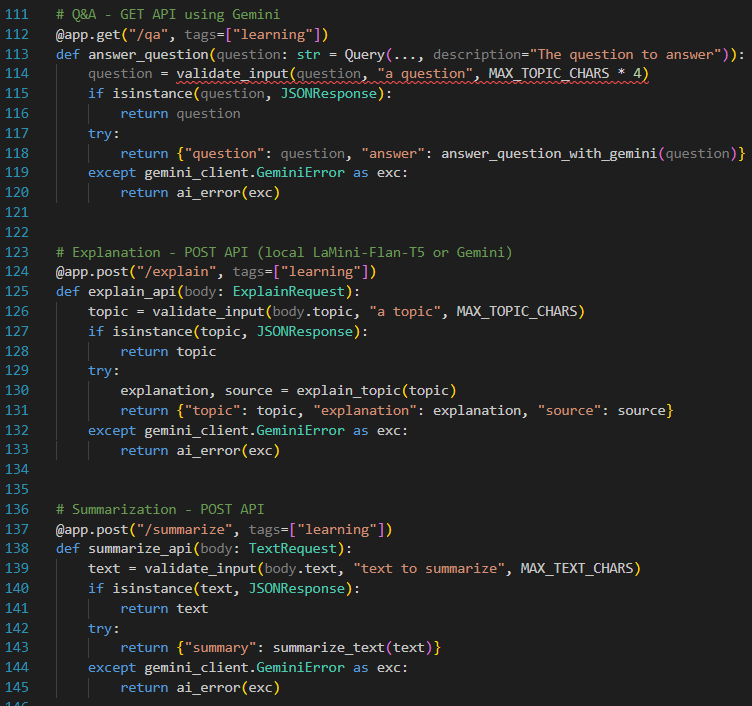 111 # Q&A - GET API using Gemini
112 @app.get("/qa", tags=["learning"])
113 def answer_question(question: str = Query(..., description="The question to answer")):
114     question = validate_input(question, "a question", MAX_TOPIC_CHARS * 4)
115     if isinstance(question, JSONResponse):
116         return question
117     try:
118         return {"question": question, "answer": answer_question_with_gemini(question)}
119     except gemini_client.GeminiError as exc:
120         return ai_error(exc)
121
122
123 # Explanation - POST API (local LaMini-Flan-T5 or Gemini)
124 @app.post("/explain", tags=["learning"])
125 def explain_api(body: ExplainRequest):
126     topic = validate_input(body.topic, "a topic", MAX_TOPIC_CHARS)
127     if isinstance(topic, JSONResponse):
128         return topic
129     try:
130         explanation, source = explain_topic(topic)
131         return {"topic": topic, "explanation": explanation, "source": source}
132     except gemini_client.GeminiError as exc:
133         return ai_error(exc)
134
135
136 # Summarization - POST API
137 @app.post("/summarize", tags=["learning"])
138 def summarize_api(body: TextRequest):
139     text = validate_input(body.text, "text to summarize", MAX_TEXT_CHARS)
140     if isinstance(text, JSONResponse):
141         return text
142     try:
143         return {"summary": summarize_text(text)}
144     except gemini_client.GeminiError as exc:
145         return ai_error(exc)